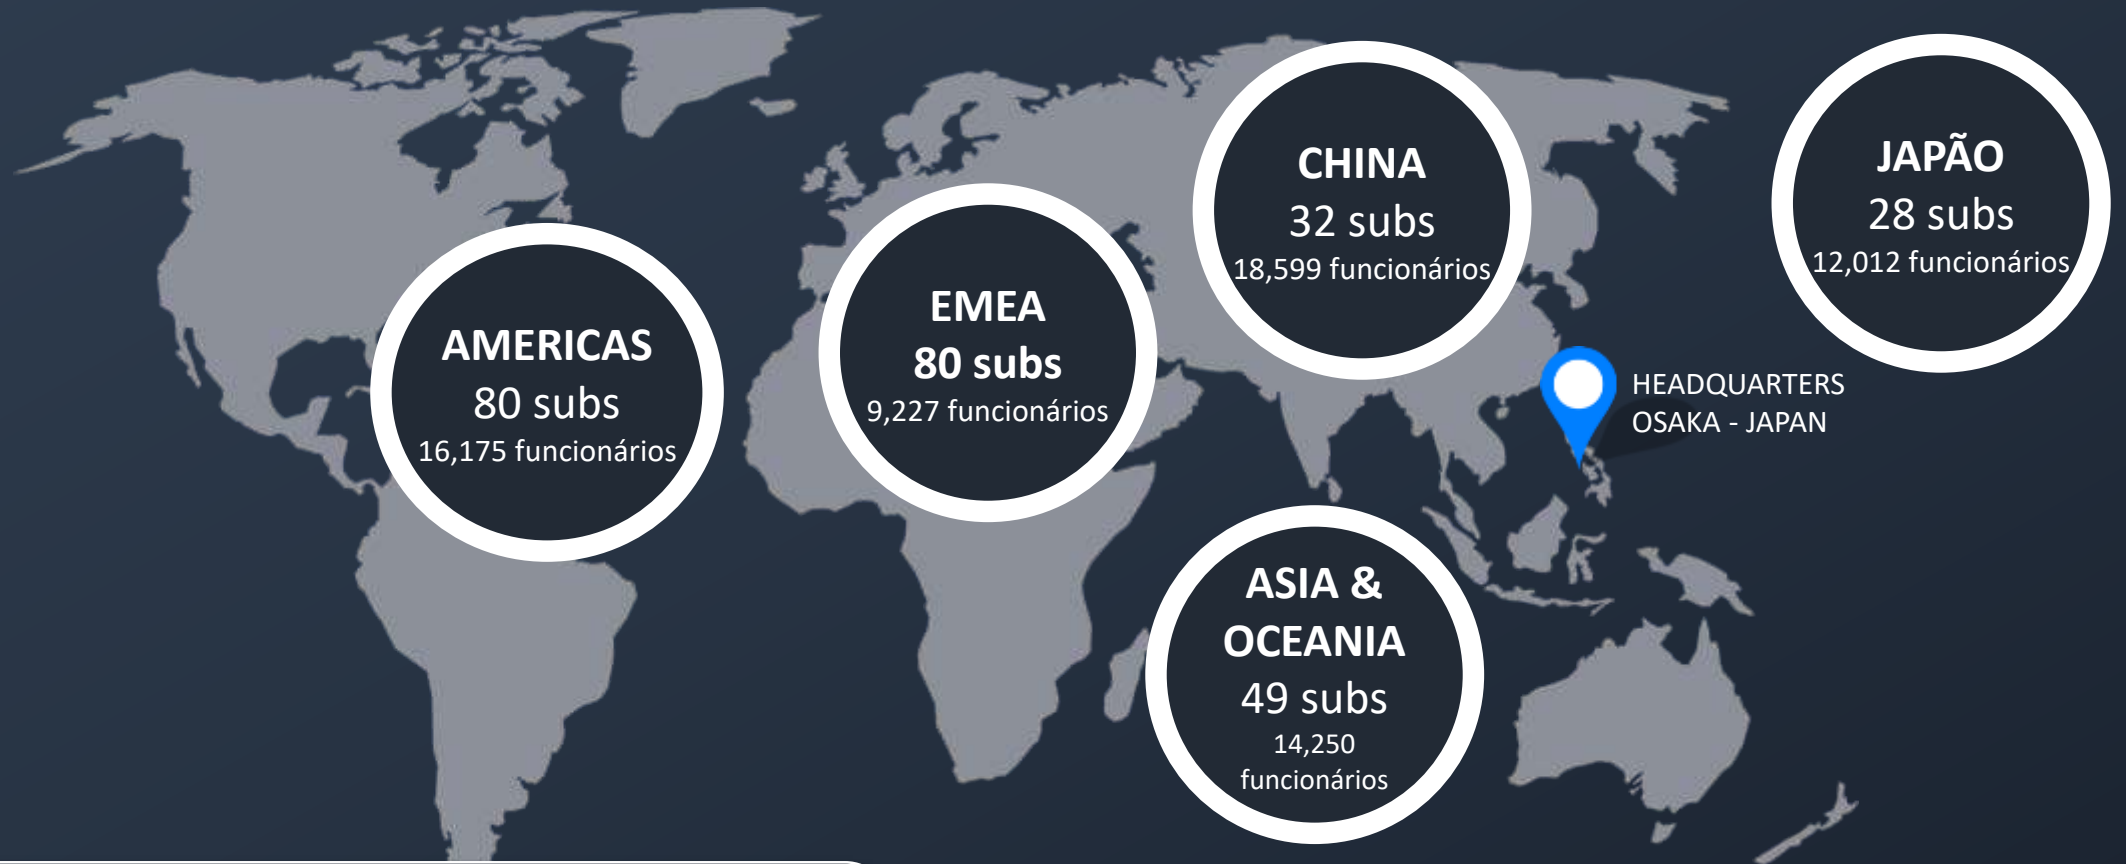 AMERICAS
80 subs
16,175 funcionários
EMEA
80 subs
9,227 funcionários
CHINA
32 subs
18,599 funcionários
JAPÃO
28 subs
12,012 funcionários
HEADQUARTERS
OSAKA - JAPAN
ASIA &
OCEANIA
49 subs
14,250
funcionários